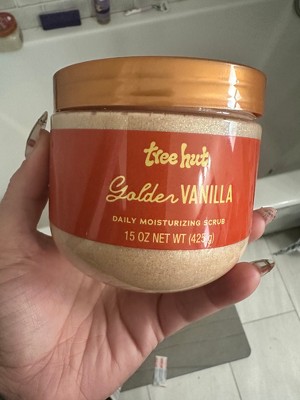 tree hut
Golden VANILLA
DAILY MOISTURIZING SCRUB
15 OZ NET WT (425g)